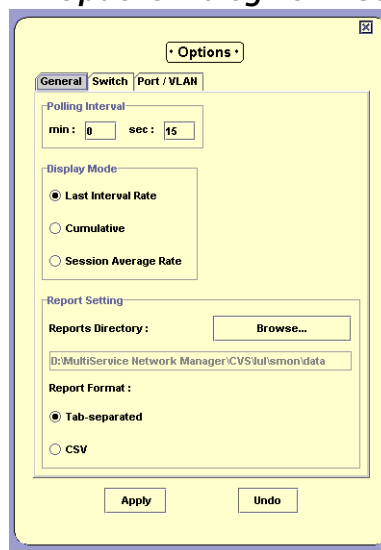 • Options •
General Switch Port / VLAN
Polling Interval
min : 0 sec : 15
Display Mode
Last Interval Rate
Cumulative
Session Average Rate
Report Setting
Reports Directory : Browse...
D:\MultiService Network Manager\CVS\lul\smon\data
Report Format :
Tab-separated
CSV
Apply Undo